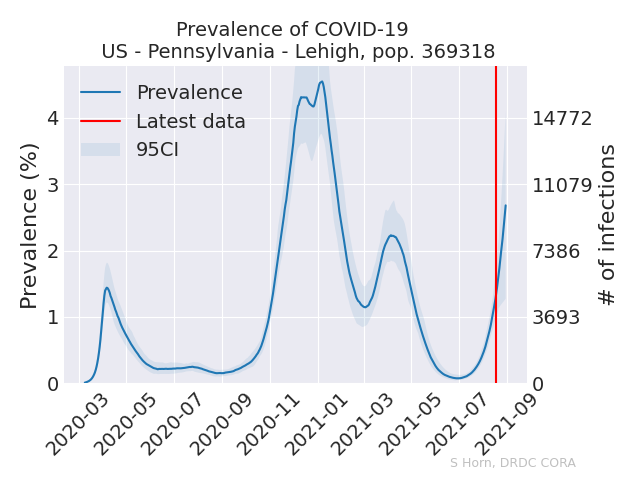 Prevalence of COVID-19
US - Pennsylvania - Lehigh, pop. 369318
Prevalence
Latest data
95CI
Prevalence (%)
4
3
2
1
0
14772
11079
7386
3693
0
# of infections
2020-03
2020-05
2020-07
2020-09
2020-11
2021-01
2021-03
2021-05
2021-07
2021-09
S Horn, DRDC CORA